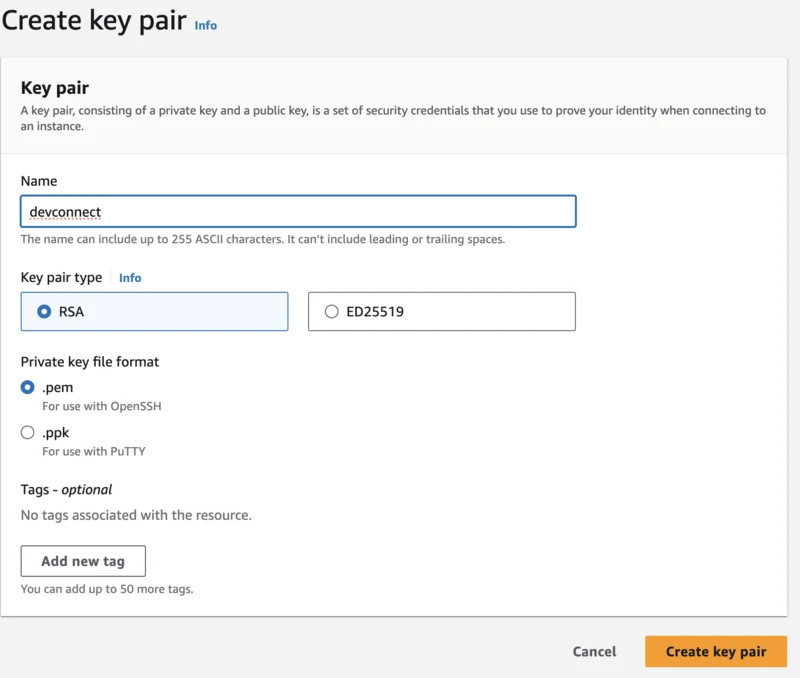 Create key pair Info
Key pair
A key pair, consisting of a private key and a public key, is a set of security credentials that you use to prove your identity when connecting to
an instance.
Name
devconnect
The name can include up to 255 ASCII characters. It can't include leading or trailing spaces.
Key pair type Info
RSA ED25519
Private key file format
.pem
For use with OpenSSH
.ppk
For use with PuTTY
Tags - optional
No tags associated with the resource.
Add new tag
You can add up to 50 more tags.
Cancel Create key pair